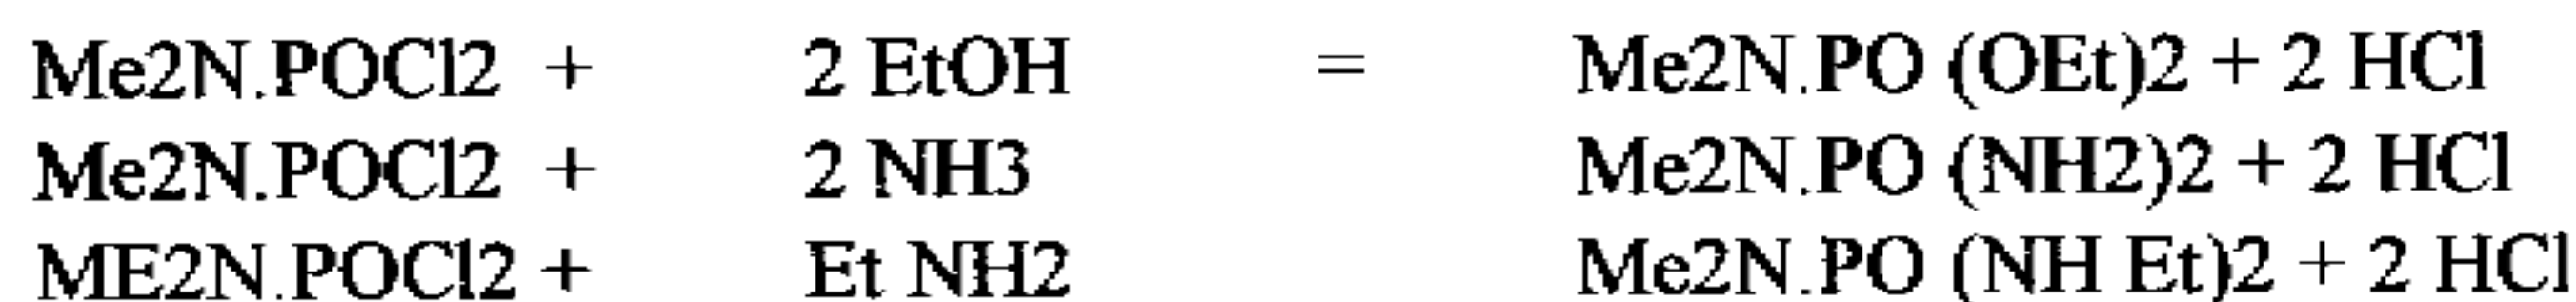 Me2N.POCl2 + 2 EtOH = Me2N.PO (OEt)2 + 2 HCl
Me2N.POCl2 + 2 NH3 Me2N.PO (NH2)2 + 2 HCl
ME2N.POCl2 + Et NH2 Me2N.PO (NH Et)2 + 2 HCl